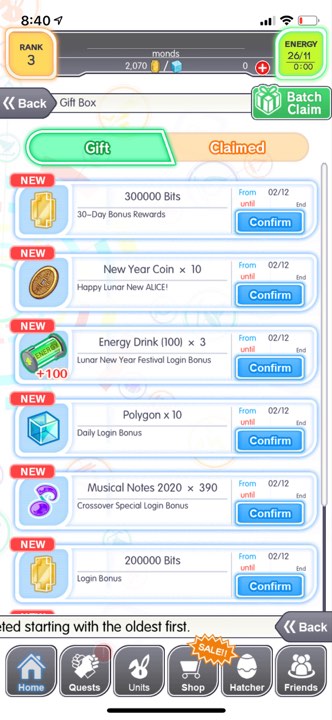 8:40
RANK
3
monds
2,070 / 0
ENERGY
26/11
0:00
Back
Gift Box
Batch
Claim
Gift
Claimed
NEW
300000 Bits
30-Day Bonus Rewards
From 02/12
until End
Confirm
NEW
New Year Coin × 10
Happy Lunar New ALICE!
From 02/12
until End
Confirm
NEW
+100
Energy Drink (100) × 3
Lunar New Year Festival Login Bonus
From 02/12
until End
Confirm
NEW
Polygon x 10
Daily Login Bonus
From 02/12
until End
Confirm
NEW
Musical Notes 2020 × 390
Crossover Special Login Bonus
From 02/12
until End
Confirm
NEW
200000 Bits
Login Bonus
From 02/12
until End
Confirm
eted starting with the oldest first.
Back
SALE!!
Home
Quests
Units
Shop
Hatcher
Friends